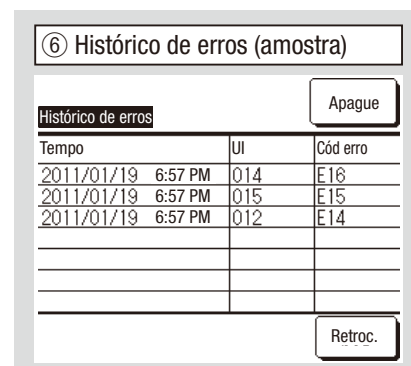 ⑥ Histórico de erros (amostra)
Apague
Histórico de erros
Tempo UI Cód erro
2011/01/19 6:57 PM 014 E16
2011/01/19 6:57 PM 015 E15
2011/01/19 6:57 PM 012 E14
Retroc.